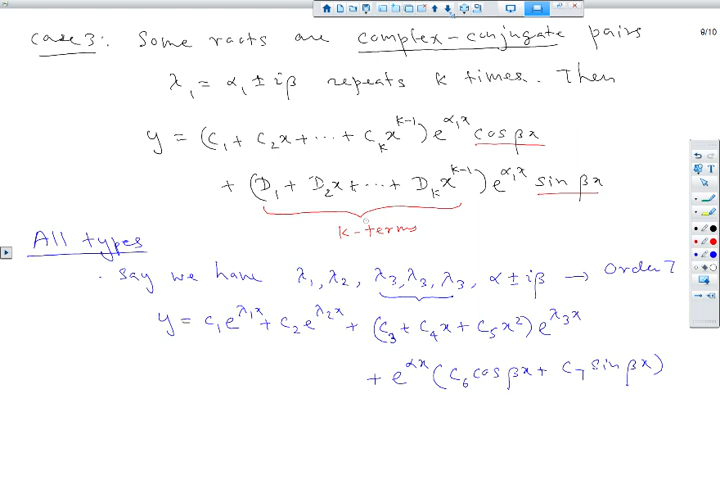 Case 3: Some roots are complex-conjugate pairs
8/10
λ₁ = α₁ ± iβ repeats k times. Then
y = (C₁ + C₂x + ··· + Cₖx^(k-1)) e^(α₁x) cos βx
+ (D₁ + D₂x + ··· + Dₖx^(k-1)) e^(α₁x) sin βx
k-terms
All types
· Say we have λ₁, λ₂, λ₃, λ₃, λ₃, α ± iβ → Order 7
y = C₁e^(λ₁x) + C₂e^(λ₂x) + (C₃ + C₄x + C₅x²) e^(λ₃x)
+ e^(αx) (C₆ cos βx + C₇ sin βx)